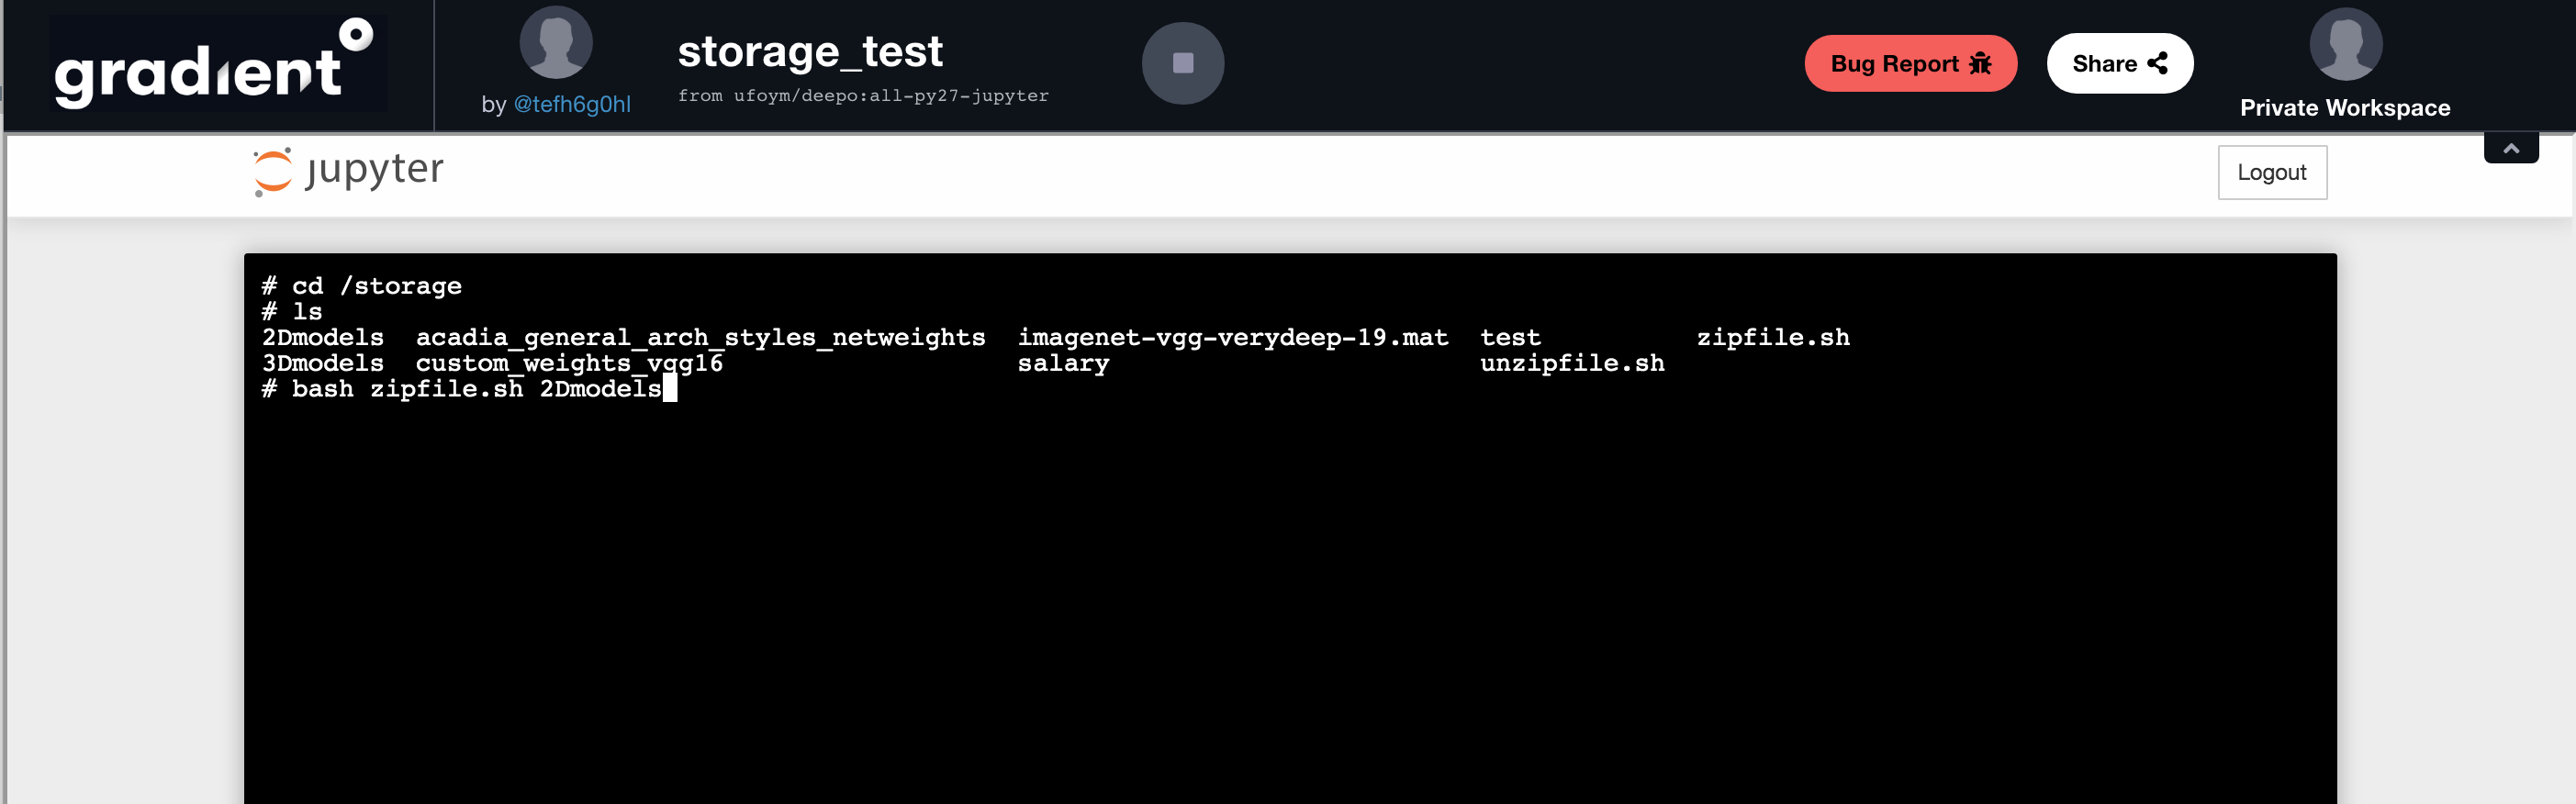 gradient
by @tefh6g0hl
storage_test
from ufoym/deepo:all-py27-jupyter
Bug Report
Share
Private Workspace
jupyter
Logout
# cd /storage
# ls
2Dmodels acadia_general_arch_styles_netweights imagenet-vgg-verydeep-19.mat test zipfile.sh
3Dmodels custom_weights_vgg16 salary unzipfile.sh
# bash zipfile.sh 2Dmodels